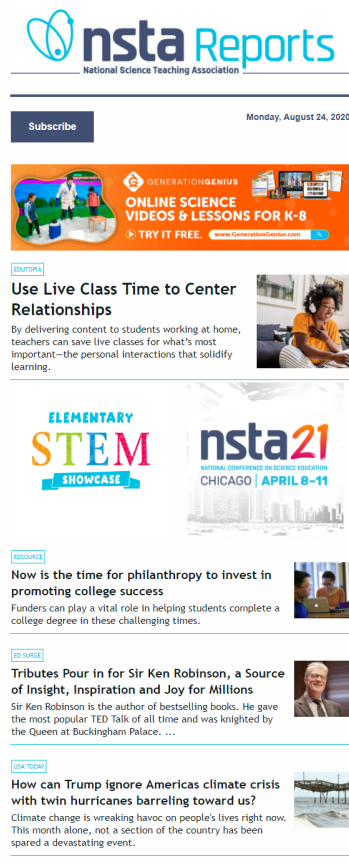 nsta Reports
National Science Teaching Association
Monday, August 24, 2020
Subscribe
GENERATIONGENIUS
ONLINE SCIENCE
VIDEOS & LESSONS FOR K-8
TRY IT FREE. www.GenerationGenius.com
EDUTOPIA
Use Live Class Time to Center
Relationships
By delivering content to students working at home,
teachers can save live classes for what's most
important—the personal interactions that solidify
learning.
ELEMENTARY
STEM
SHOWCASE
nsta21
NATIONAL CONFERENCE ON SCIENCE EDUCATION
CHICAGO | APRIL 8–11
EDSOURCE
Now is the time for philanthropy to invest in
promoting college success
Funders can play a vital role in helping students complete a
college degree in these challenging times.
ED SURGE
Tributes Pour in for Sir Ken Robinson, a Source
of Insight, Inspiration and Joy for Millions
Sir Ken Robinson is the author of bestselling books. He gave
the most popular TED Talk of all time and was knighted by
the Queen at Buckingham Palace. ...
USA TODAY
How can Trump ignore Americas climate crisis
with twin hurricanes barreling toward us?
Climate change is wreaking havoc on people's lives right now.
This month alone, not a section of the country has been
spared a devastating event.